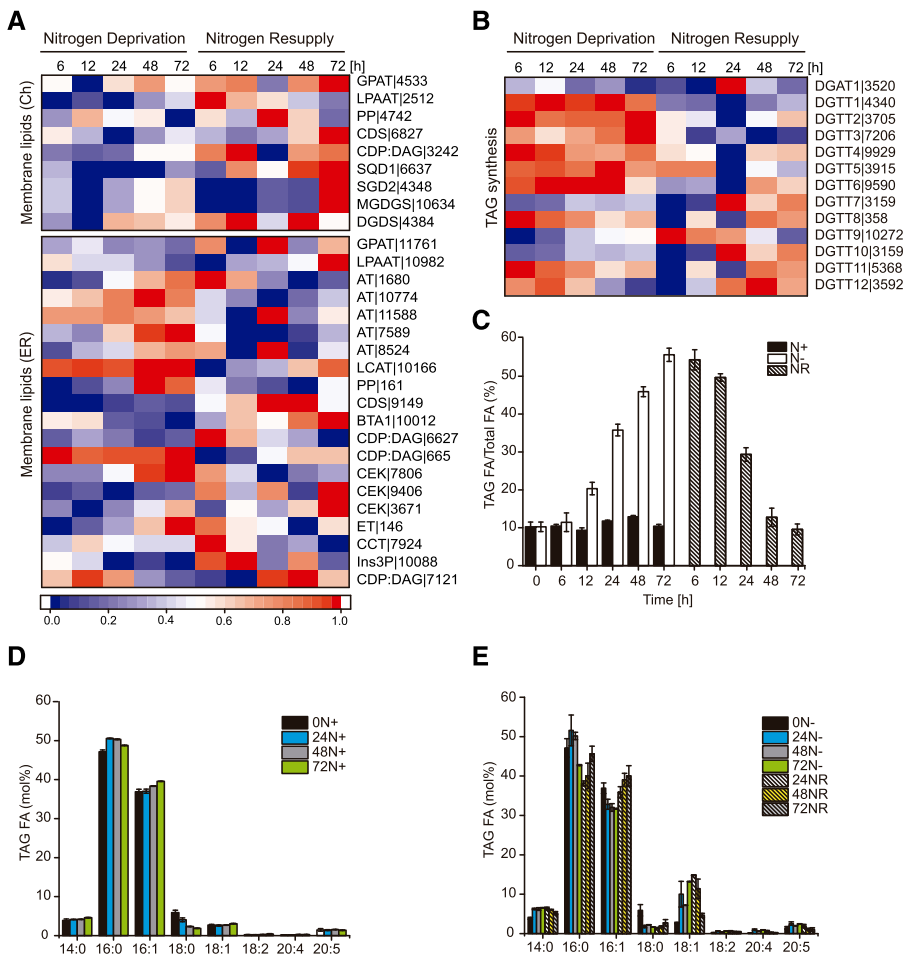 A
Nitrogen Deprivation Nitrogen Resupply
6 12 24 48 72 6 12 24 48 72 [h]
Membrane lipids (Ch)
GPAT|4533
LPAAT|2512
PP|4742
CDS|6827
CDP:DAG|3242
SQD1|6637
SGD2|4348
MGDGS|10634
DGDS|4384
Membrane lipids (ER)
GPAT|11761
LPAAT|10982
AT|1680
AT|10774
AT|11588
AT|7589
AT|8524
LCAT|10166
PP|161
CDS|9149
BTA1|10012
CDP:DAG|6627
CDP:DAG|665
CEK|7806
CEK|9406
CEK|3671
ET|146
CCT|7924
Ins3P|10088
CDP:DAG|7121
0.0 0.2 0.4 0.6 0.8 1.0
B
Nitrogen Deprivation Nitrogen Resupply
6 12 24 48 72 6 12 24 48 72 [h]
TAG synthesis
DGAT1|3520
DGTT1|4340
DGTT2|3705
DGTT3|7206
DGTT4|9929
DGTT5|3915
DGTT6|9590
DGTT7|3159
DGTT8|358
DGTT9|10272
DGTT10|3159
DGTT11|5368
DGTT12|3592
C
TAG FA/Total FA (%)
60
50
40
30
20
10
0
N+
N-
NR
0 6 12 24 48 72 6 12 24 48 72
Time [h]
D
TAG FA (mol%)
60
50
40
30
20
10
0
0N+
24N+
48N+
72N+
14:0 16:0 16:1 18:0 18:1 18:2 20:4 20:5
E
TAG FA (mol%)
60
50
40
30
20
10
0
0N-
24N-
48N-
72N-
24NR
48NR
72NR
14:0 16:0 16:1 18:0 18:1 18:2 20:4 20:5